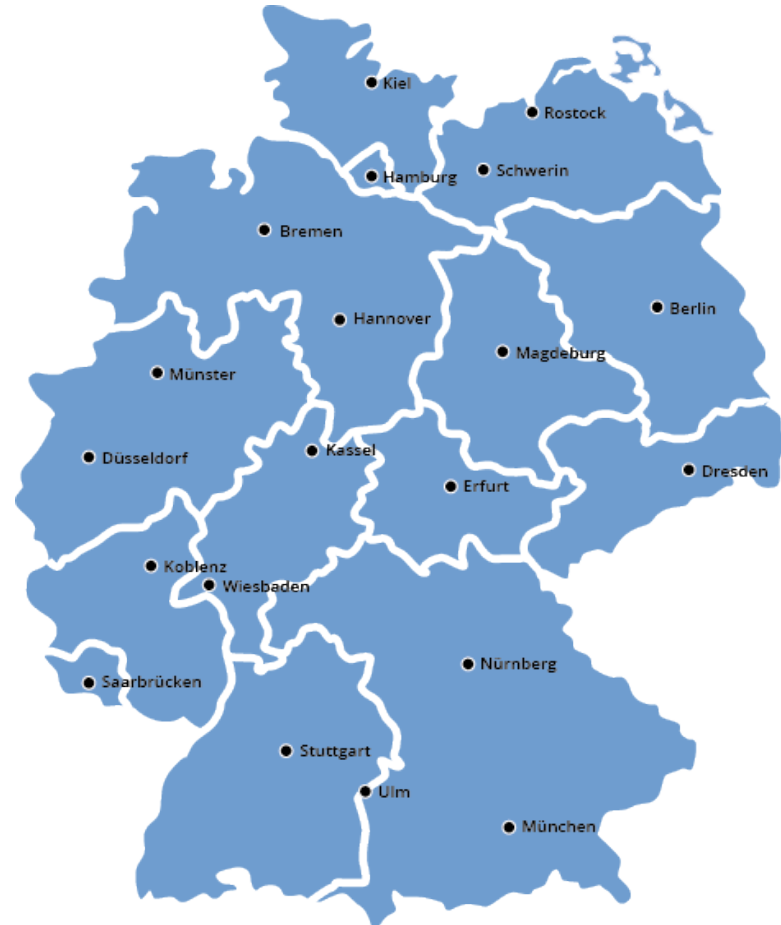 Kiel
Rostock
Schwerin
Hamburg
Bremen
Berlin
Hannover
Magdeburg
Münster
Kassel
Düsseldorf
Dresden
Erfurt
Koblenz
Wiesbaden
Nürnberg
Saarbrücken
Stuttgart
Ulm
München